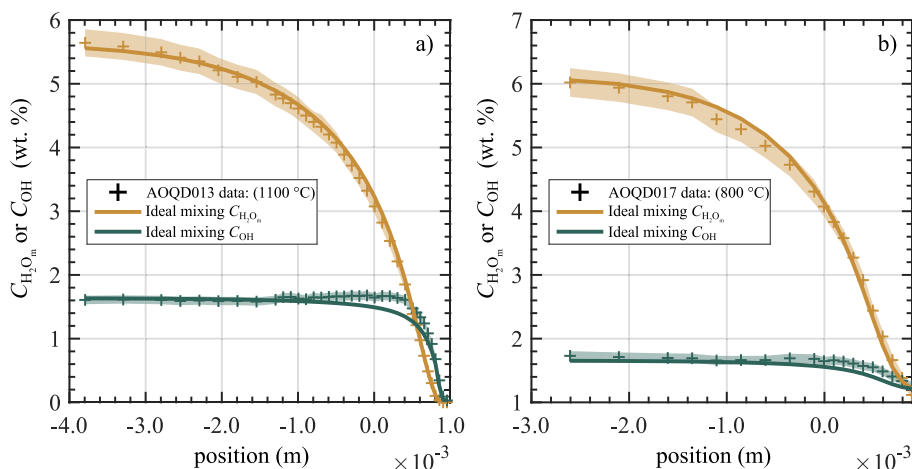 a)
6
5
4
3
2
1
0
C_H₂Oₘ or C_OH (wt. %)
AOQD013 data: (1100 °C)
Ideal mixing C_H₂Oₘ
Ideal mixing C_OH
-4.0 -3.0 -2.0 -1.0 0.0 1.0
position (m)
×10⁻³
b)
7
6
5
4
3
2
1
C_H₂Oₘ or C_OH (wt. %)
AOQD017 data: (800 °C)
Ideal mixing C_H₂Oₘ
Ideal mixing C_OH
-3.0 -2.0 -1.0 0.0
position (m)
×10⁻³